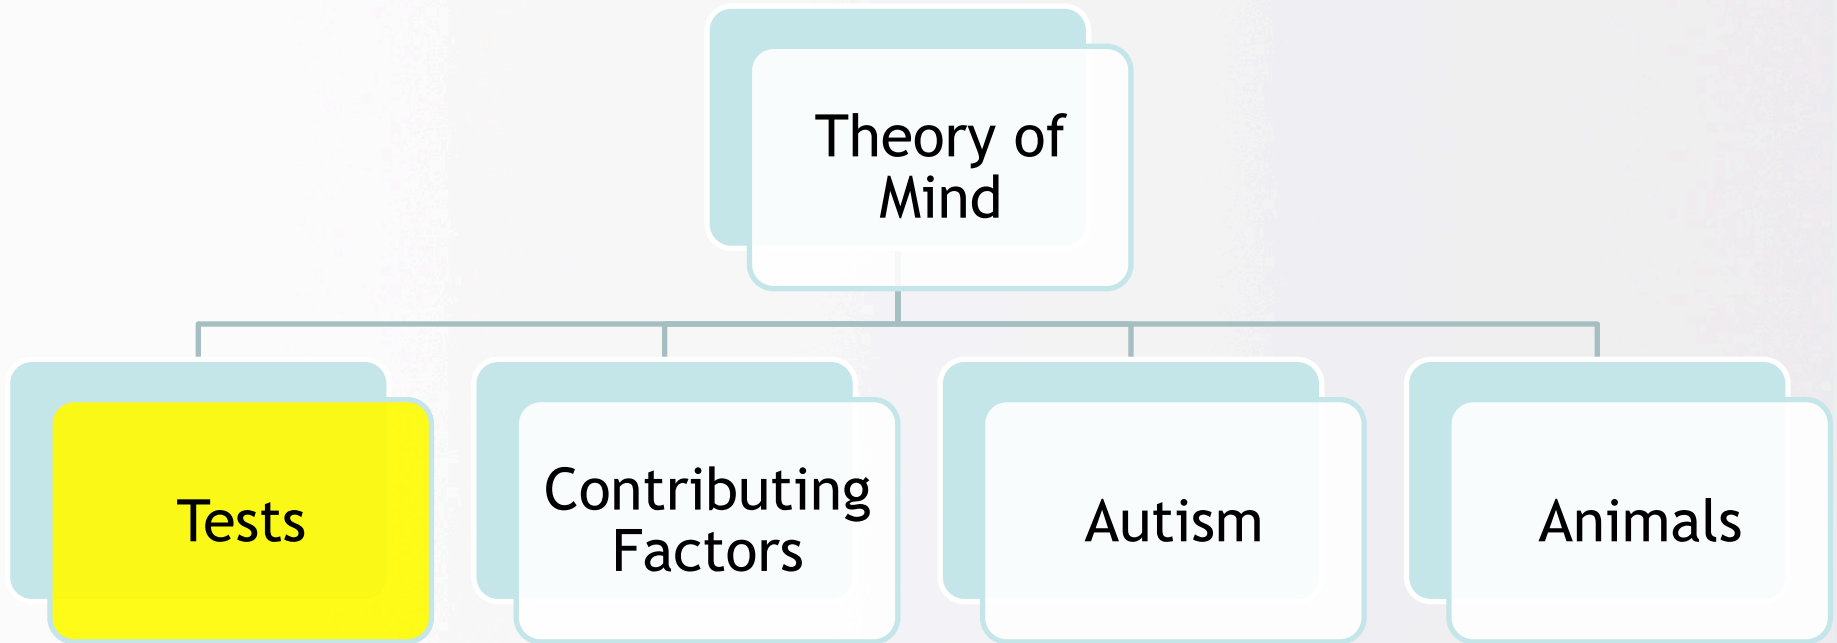 Theory of
Mind
Tests
Contributing
Factors
Autism
Animals